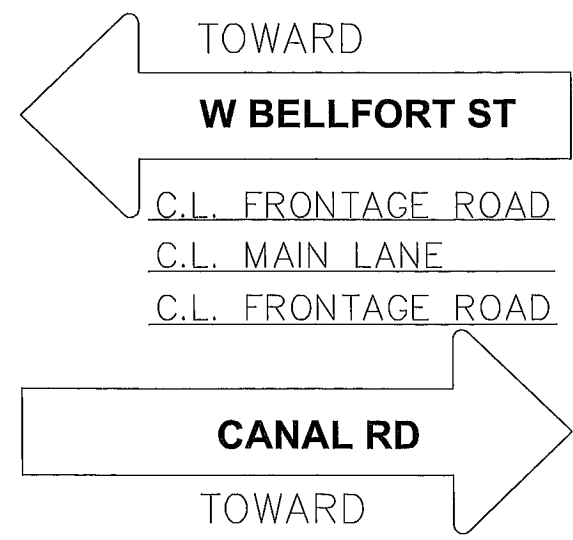 TOWARD
W BELLFORT ST
C.L. FRONTAGE ROAD
C.L. MAIN LANE
C.L. FRONTAGE ROAD
CANAL RD
TOWARD